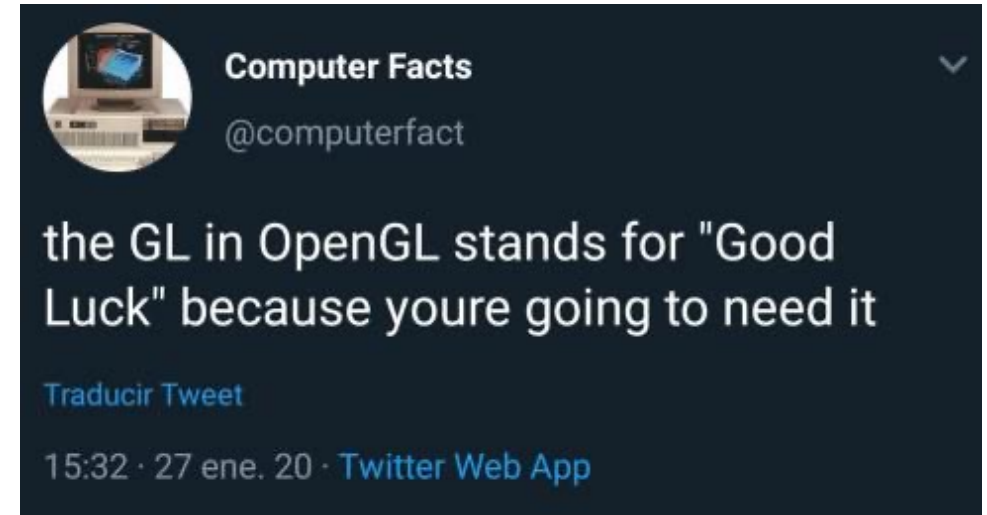 Computer Facts
@computerfact
the GL in OpenGL stands for "Good
Luck" because youre going to need it
Traducir Tweet
15:32 · 27 ene. 20 · Twitter Web App